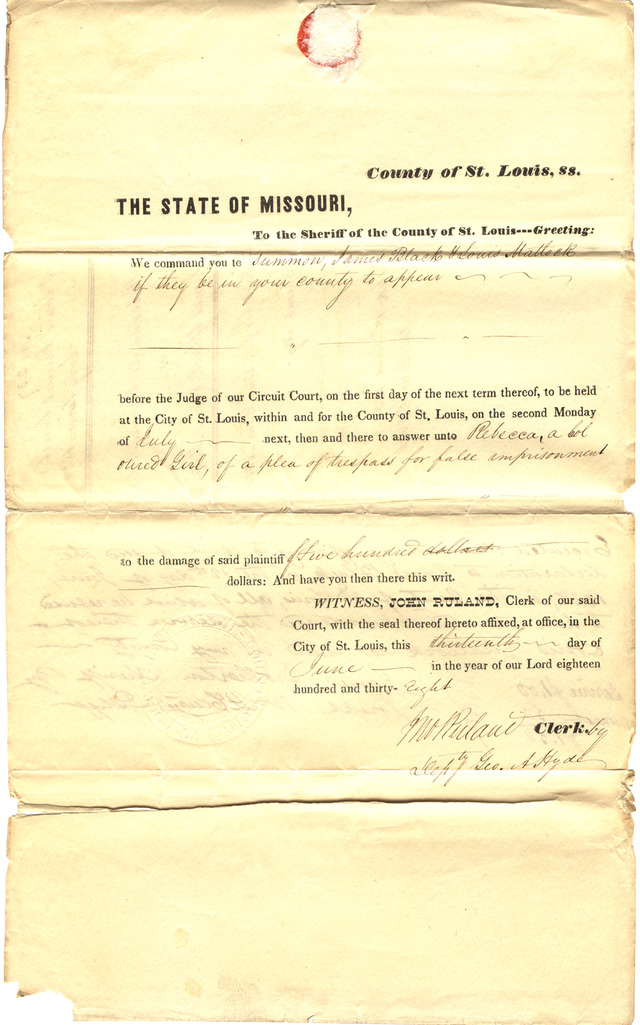 County of St. Louis, ss.
THE STATE OF MISSOURI,
To the Sheriff of the County of St. Louis---Greeting:
We command you to Summon, James Black & Louis Mattock
if they be in your county to appear
before the Judge of our Circuit Court, on the first day of the next term thereof, to be held
at the City of St. Louis, within and for the County of St. Louis, on the second Monday
of July next, then and there to answer unto Rebecca, a Col
oured Girl, of a plea of trespass for false imprisonment
to the damage of said plaintiff five hundred dollars
dollars: And have you then there this writ.
WITNESS, JOHN RULAND, Clerk of our said
Court, with the seal thereof hereto affixed, at office, in the
City of St. Louis, this thirteenth day of
June in the year of our Lord eighteen
hundred and thirty- Eight
Jno Ruland Clerk. by
Depty Geo. A Hyde